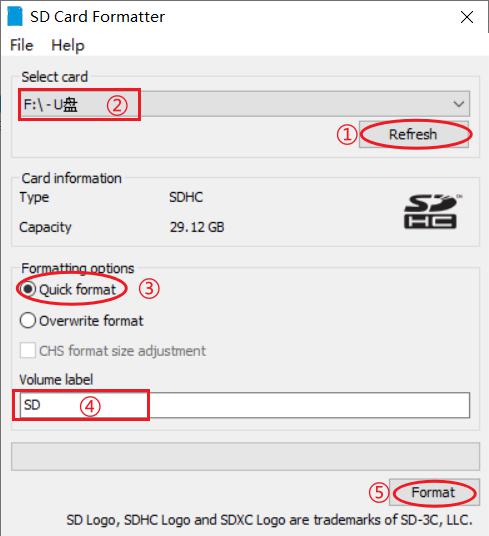 SD Card Formatter
File Help
Select card
F:\ - U盘 ②
① Refresh
Card information
Type SDHC
Capacity 29.12 GB
SD HC
Formatting options
Quick format ③
Overwrite format
CHS format size adjustment
Volume label
SD ④
⑤ Format
SD Logo, SDHC Logo and SDXC Logo are trademarks of SD-3C, LLC.